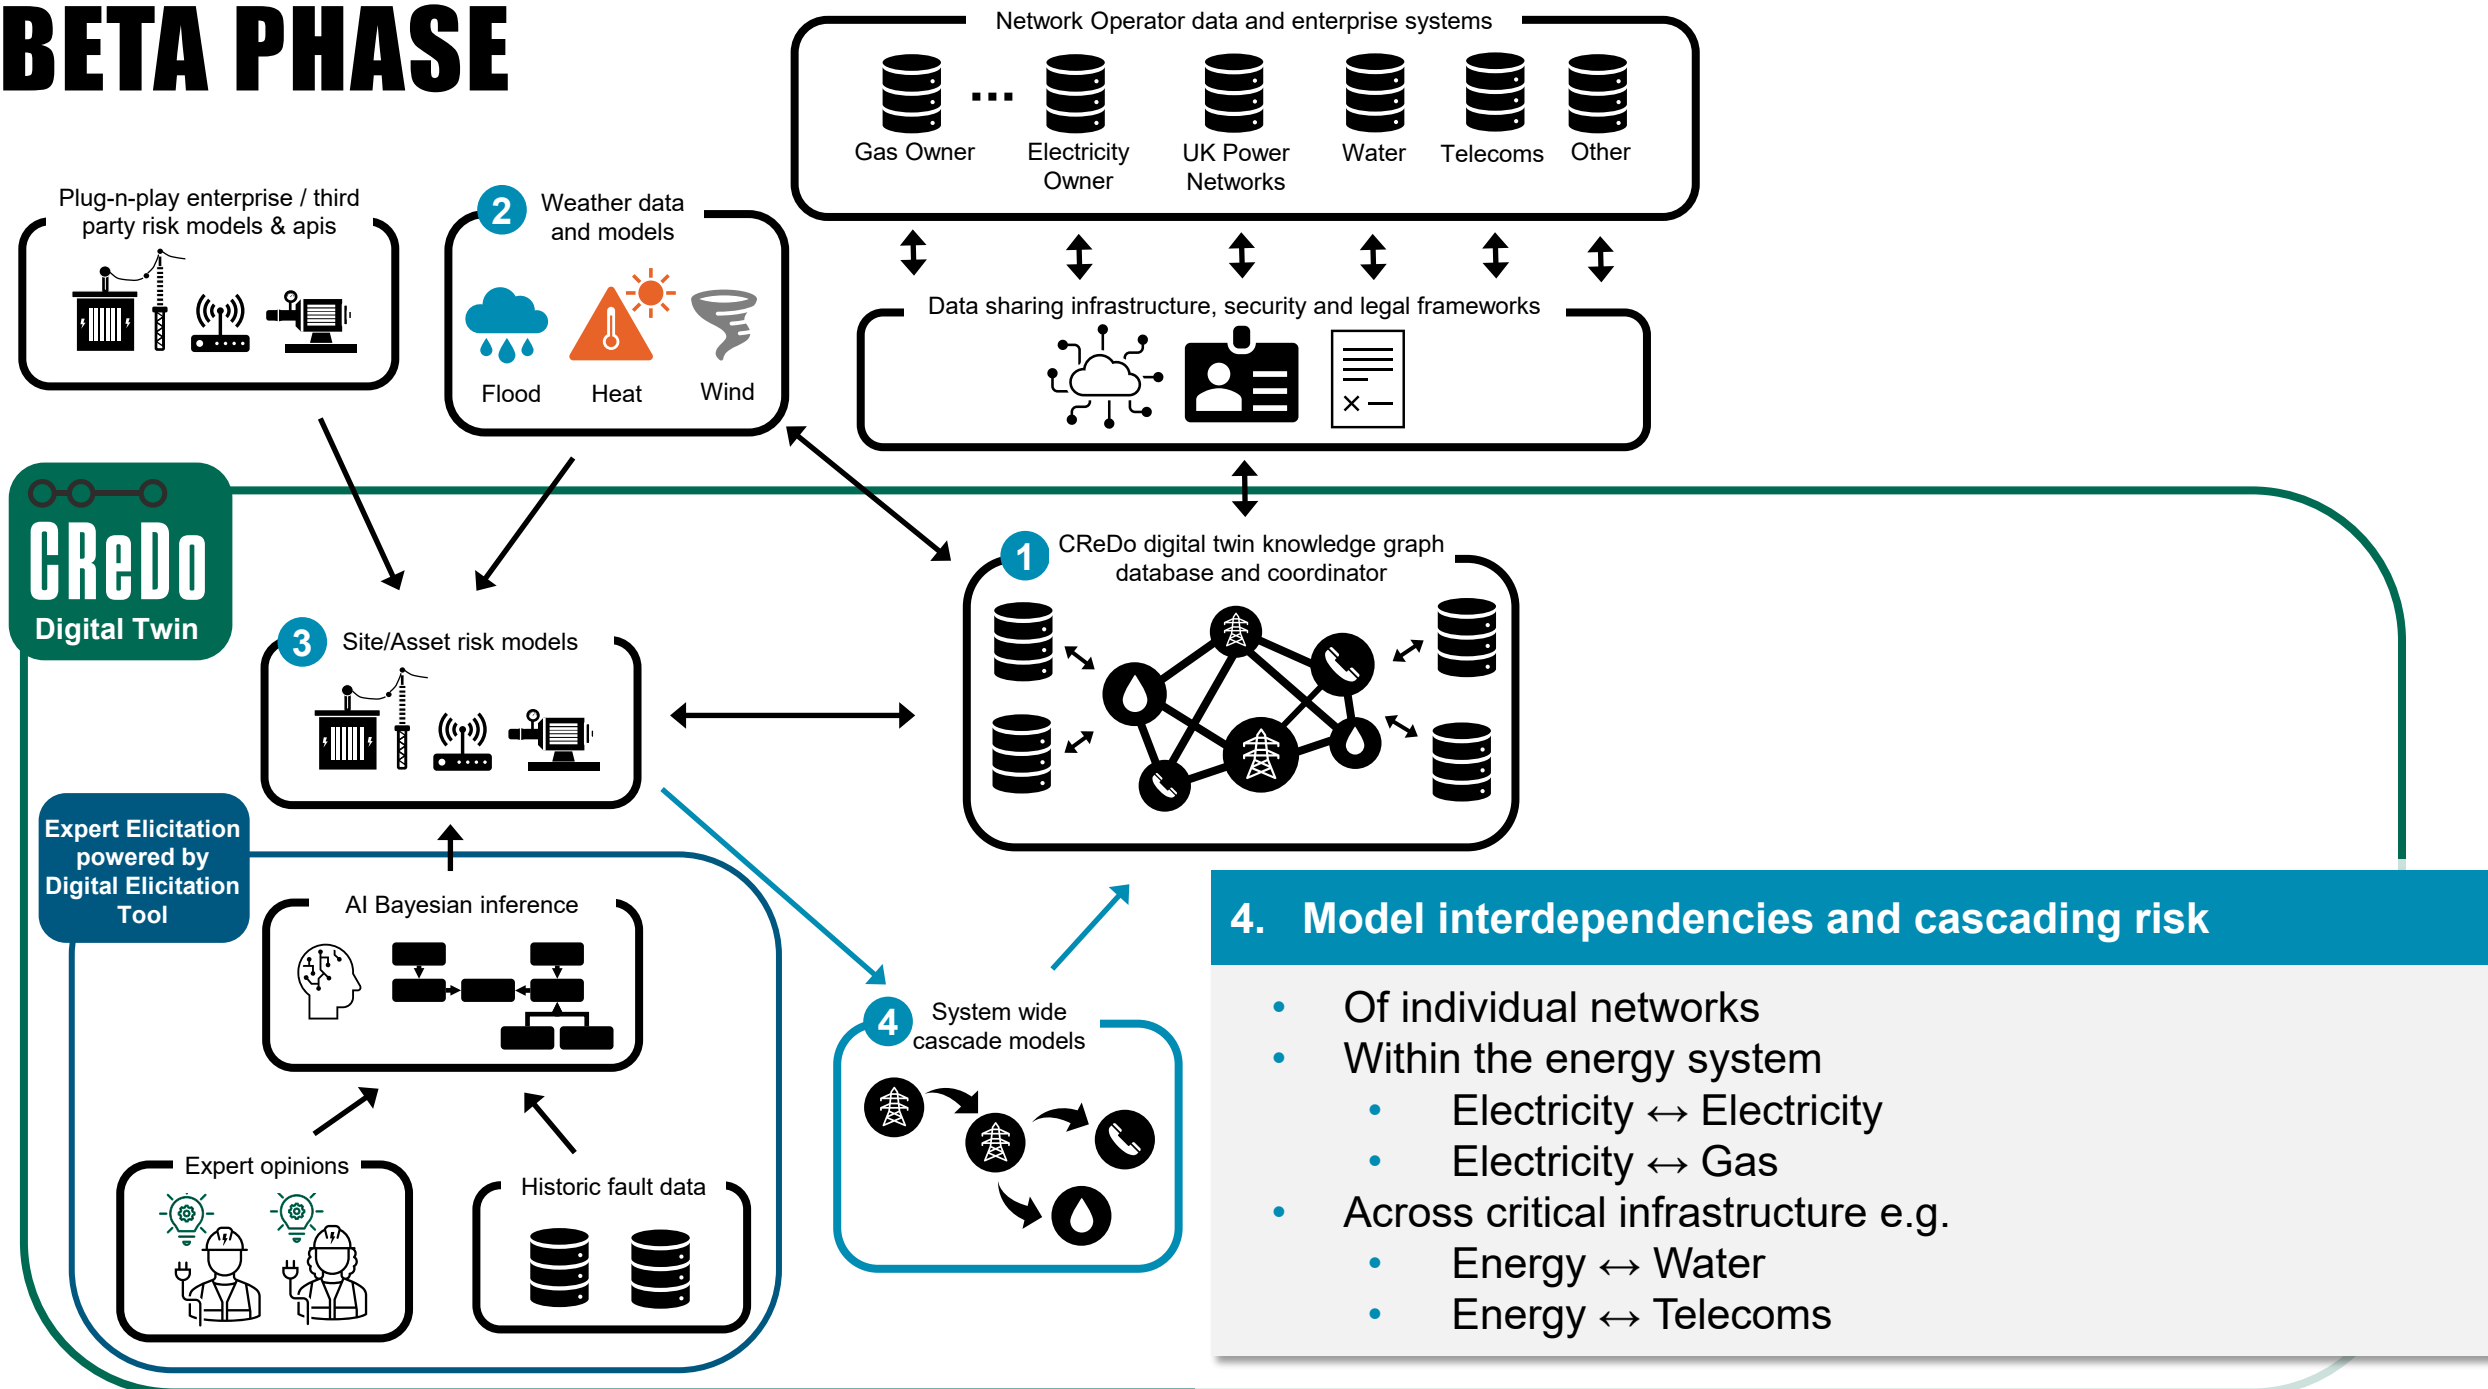 BETA PHASE
Network Operator data and enterprise systems
...
Gas Owner
Electricity
Owner
UK Power
Networks
Water
Telecoms
Other
Plug-n-play enterprise / third
party risk models & apis
2
Weather data
and models
Flood
Heat
Wind
Data sharing infrastructure, security and legal frameworks
CReDo
Digital Twin
1
CReDo digital twin knowledge graph
database and coordinator
3
Site/Asset risk models
Expert Elicitation
powered by
Digital Elicitation
Tool
AI Bayesian inference
Expert opinions
Historic fault data
4
System wide
cascade models
4. Model interdependencies and cascading risk
• Of individual networks
• Within the energy system
• Electricity ↔ Electricity
• Electricity ↔ Gas
• Across critical infrastructure e.g.
• Energy ↔ Water
• Energy ↔ Telecoms